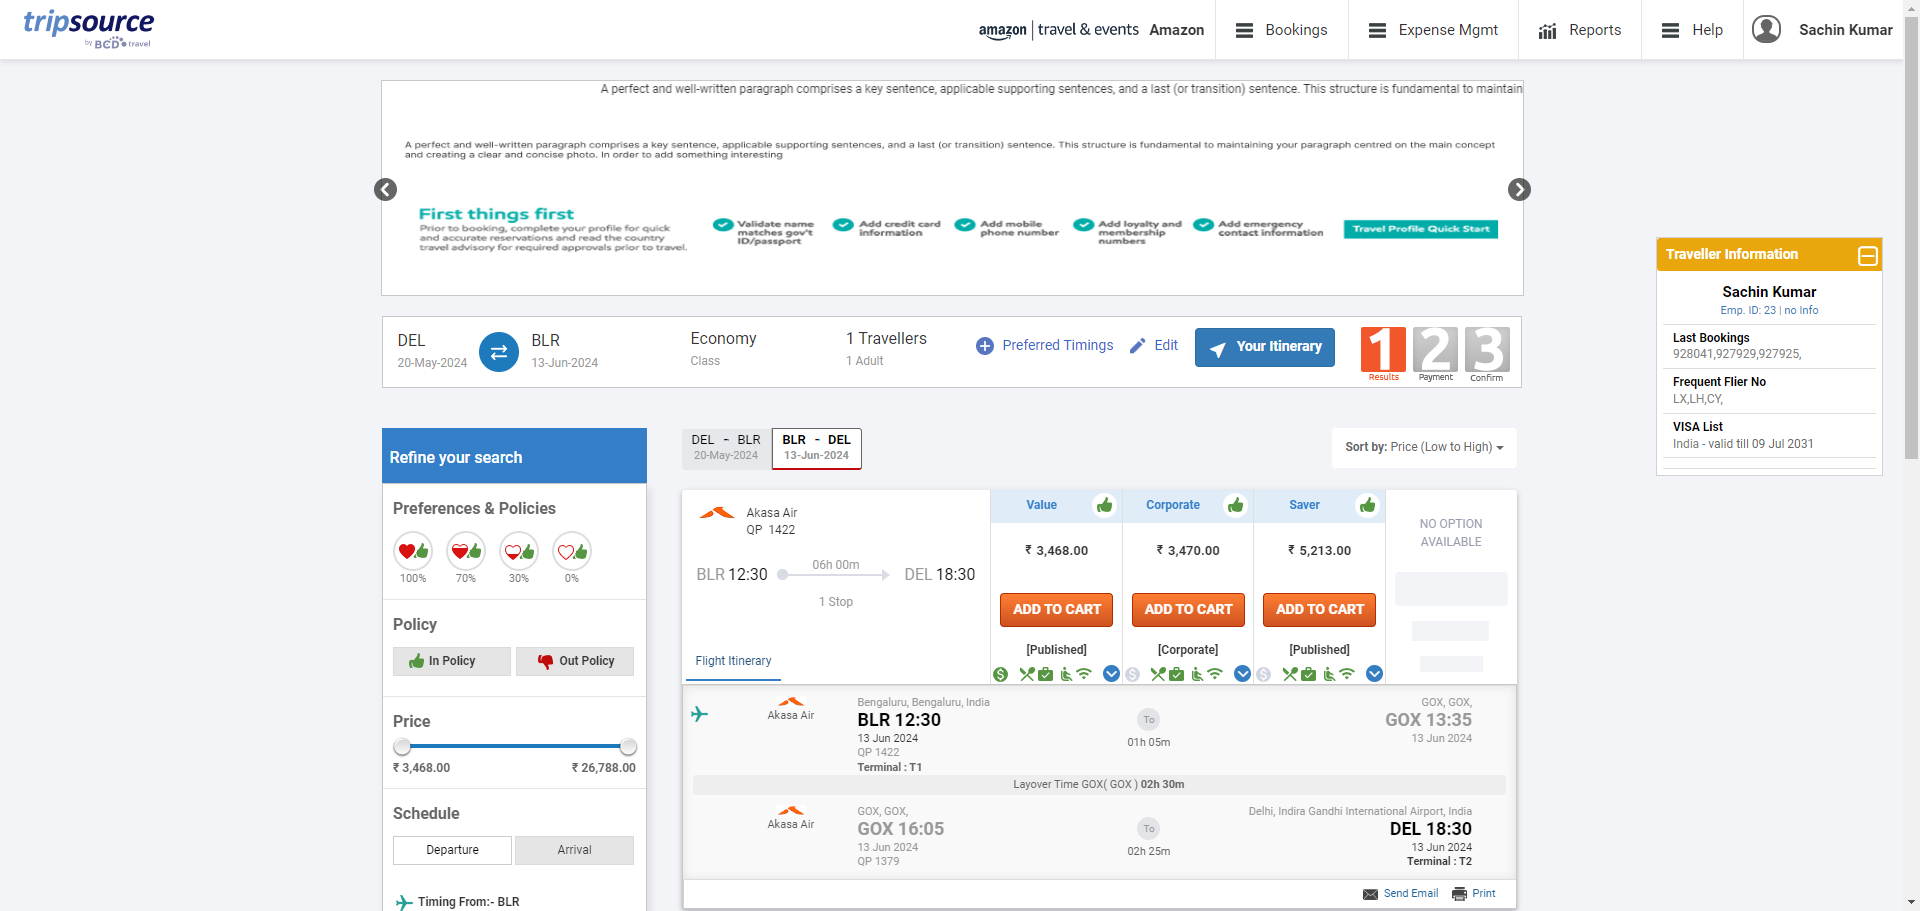 tripsource
by BCD travel
amazon travel & events Amazon
Bookings
Expense Mgmt
Reports
Help
Sachin Kumar
A perfect and well-written paragraph comprises a key sentence, applicable supporting sentences, and a last (or transition) sentence. This structure is fundamental to maintain
A perfect and well-written paragraph comprises a key sentence, applicable supporting sentences, and a last (or transition) sentence. This structure is fundamental to maintaining your paragraph centred on the main concept
and creating a clear and concise photo. In order to add something interesting
First things first
Prior to booking, complete your profile for quick
and accurate reservations and read the country
travel advisory for required approvals prior to travel.
Validate name
matches gov't
ID/passport
Add credit card
information
Add mobile
phone number
Add loyalty and
membership
numbers
Add emergency
contact information
Travel Profile Quick Start
Traveller Information
Sachin Kumar
Emp. ID: 23 | no Info
Last Bookings
928041,927929,927925,
Frequent Flier No
LX,LH,CY,
VISA List
India - valid till 09 Jul 2031
DEL
20-May-2024
BLR
13-Jun-2024
Economy
Class
1 Travellers
1 Adult
Preferred Timings
Edit
Your Itinerary
1 Results
2 Payment
3 Confirm
Refine your search
Preferences & Policies
100% 70% 30% 0%
Policy
In Policy
Out Policy
Price
₹ 3,468.00 ₹ 26,788.00
Schedule
Departure Arrival
Timing From:- BLR
DEL - BLR
20-May-2024
BLR - DEL
13-Jun-2024
Sort by: Price (Low to High)
Akasa Air
QP 1422
BLR 12:30
06h 00m
1 Stop
DEL 18:30
Flight Itinerary
Value
₹ 3,468.00
ADD TO CART
[Published]
Corporate
₹ 3,470.00
ADD TO CART
[Corporate]
Saver
₹ 5,213.00
ADD TO CART
[Published]
NO OPTION
AVAILABLE
Akasa Air
Bengaluru, Bengaluru, India
BLR 12:30
13 Jun 2024
QP 1422
Terminal : T1
To
01h 05m
GOX, GOX,
GOX 13:35
13 Jun 2024
Layover Time GOX( GOX ) 02h 30m
Akasa Air
GOX, GOX,
GOX 16:05
13 Jun 2024
QP 1379
To
02h 25m
Delhi, Indira Gandhi International Airport, India
DEL 18:30
13 Jun 2024
Terminal : T2
Send Email
Print